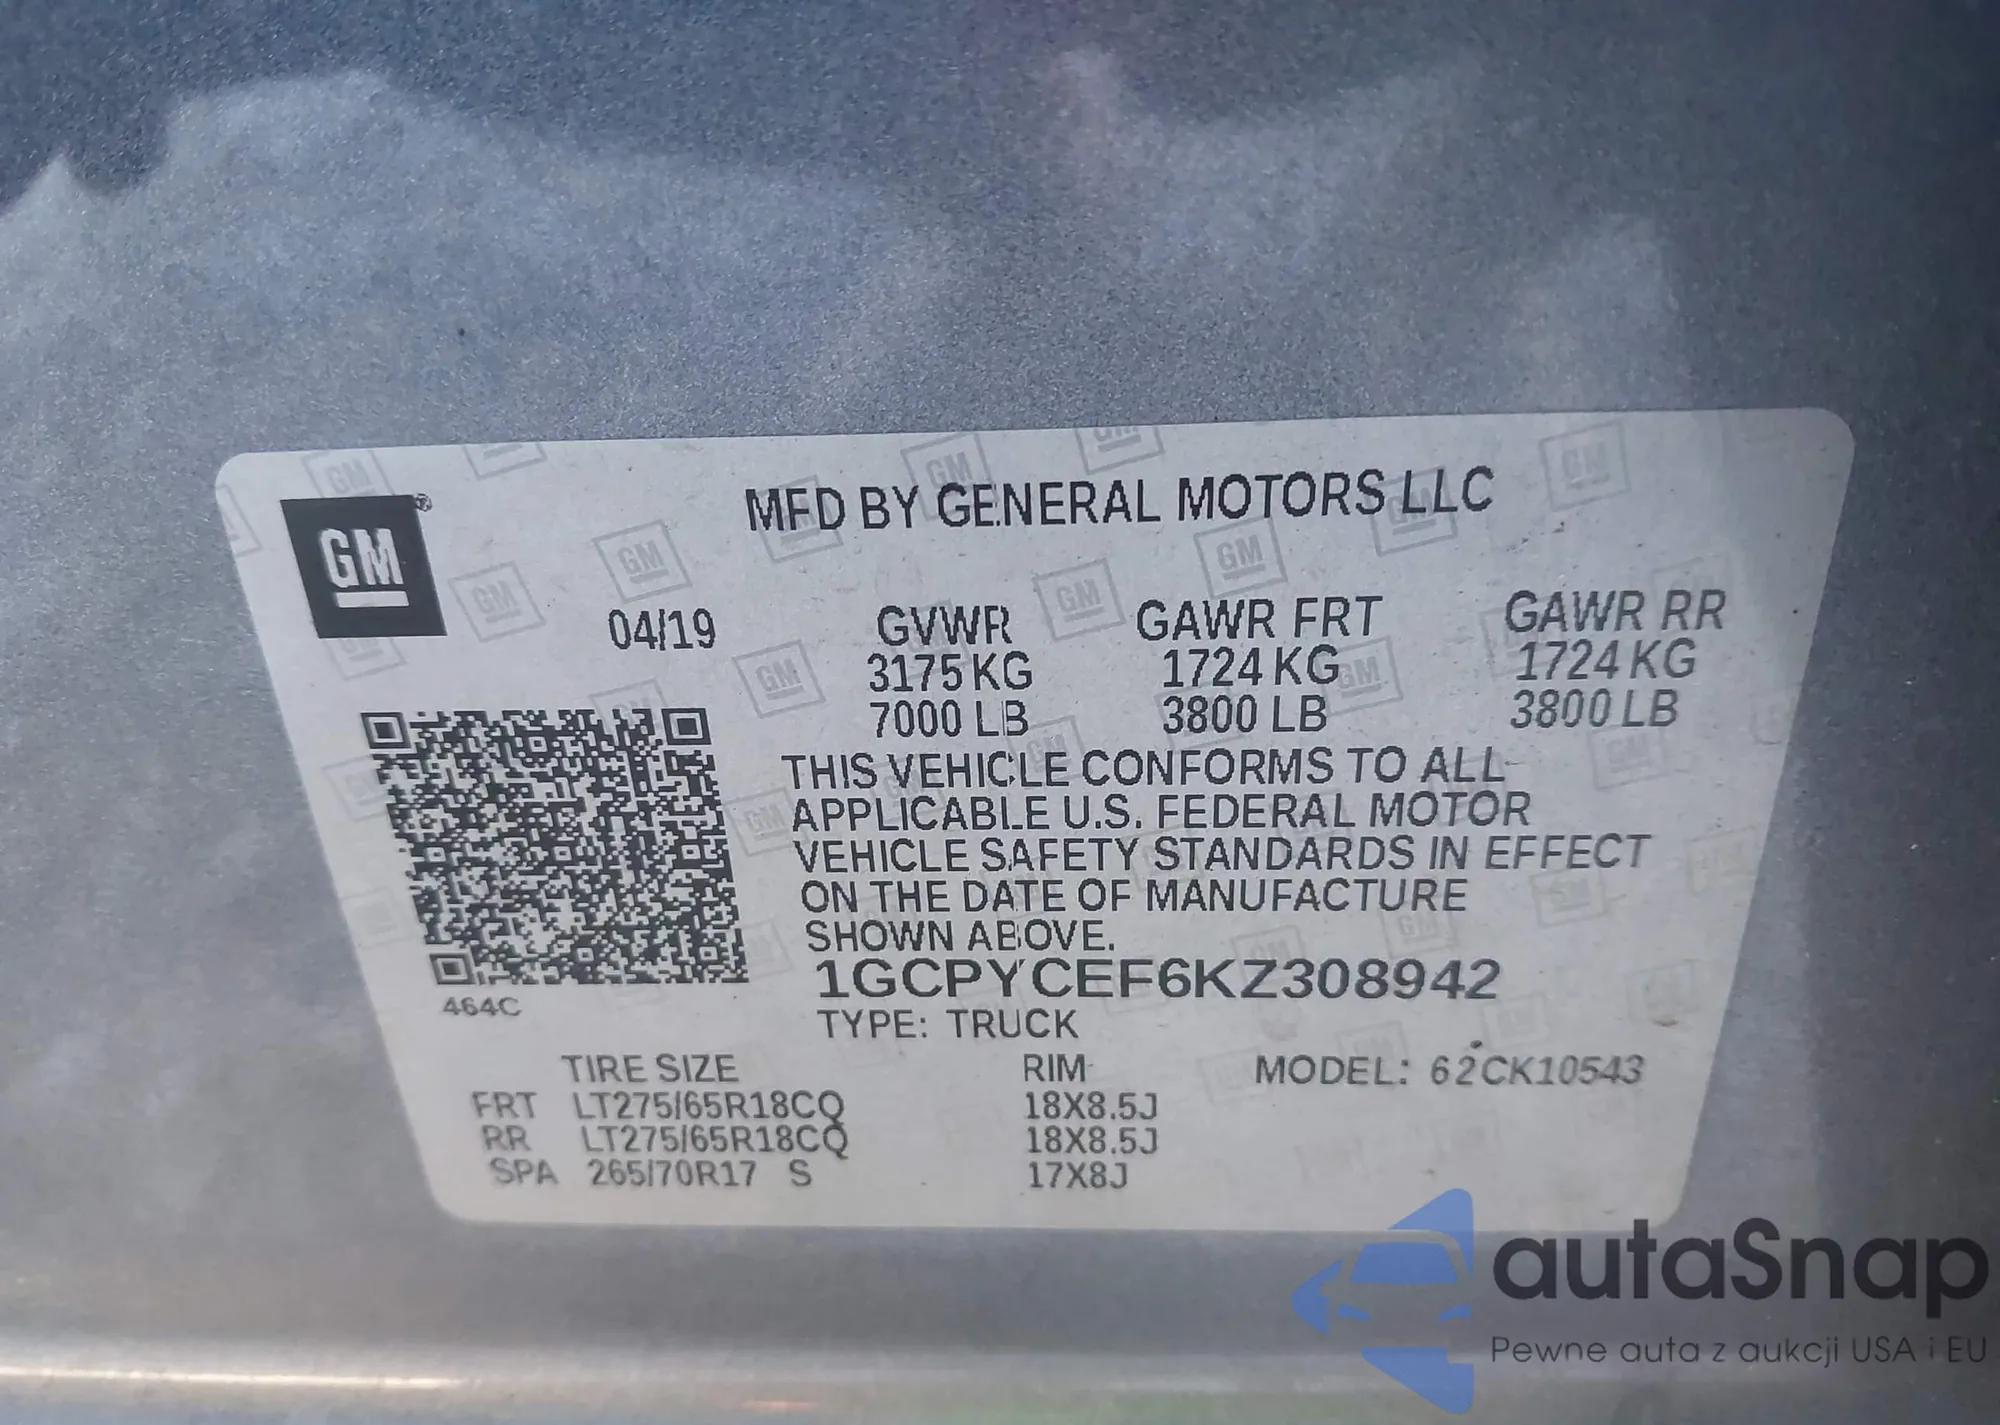 MFD BY GENERAL MOTORS LLC
GM ®
04/19 GVWR GAWR FRT GAWR RR
3175 KG 1724 KG 1724 KG
7000 LB 3800 LB 3800 LB
THIS VEHICLE CONFORMS TO ALL
APPLICABLE U.S. FEDERAL MOTOR
VEHICLE SAFETY STANDARDS IN EFFECT
ON THE DATE OF MANUFACTURE
SHOWN ABOVE.
1GCPYCEF6KZ308942
464C
TYPE: TRUCK
TIRE SIZE RIM MODEL: 62CK10543
FRT LT275/65R18CQ 18X8.5J
RR LT275/65R18CQ 18X8.5J
SPA 265/70R17 S 17X8J
autaSnap
Pewne auta z aukcji USA i EU